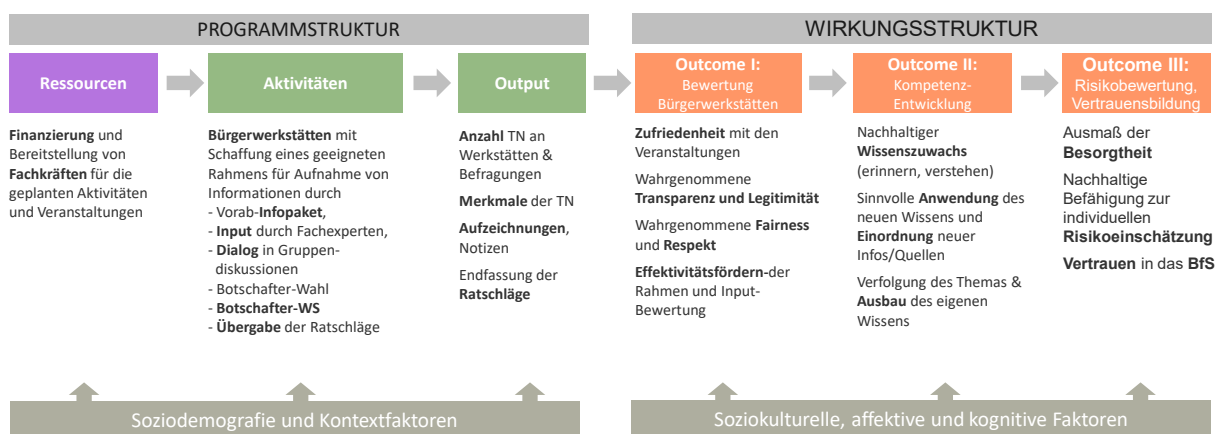 PROGRAMMSTRUKTUR
WIRKUNGSSTRUKTUR
Ressourcen
Finanzierung und
Bereitstellung von
Fachkräften für die
geplanten Aktivitäten
und Veranstaltungen
Aktivitäten
Bürgerwerkstätten mit
Schaffung eines geeigneten
Rahmens für Aufnahme von
Informationen durch
- Vorab-Infopaket,
- Input durch Fachexperten,
- Dialog in Gruppen-
diskussionen
- Botschafter-Wahl
- Botschafter-WS
- Übergabe der Ratschläge
Output
Anzahl TN an
Werkstätten &
Befragungen
Merkmale der TN
Aufzeichnungen,
Notizen
Endfassung der
Ratschläge
Outcome I:
Bewertung
Bürgerwerkstätten
Zufriedenheit mit den
Veranstaltungen
Wahrgenommene
Transparenz und Legitimität
Wahrgenommene Fairness
und Respekt
Effektivitätsfördern-der
Rahmen und Input-
Bewertung
Outcome II:
Kompetenz-
Entwicklung
Nachhaltiger
Wissenszuwachs
(erinnern, verstehen)
Sinnvolle Anwendung des
neuen Wissens und
Einordnung neuer
Infos/Quellen
Verfolgung des Themas &
Ausbau des eigenen
Wissens
Outcome III:
Risikobewertung,
Vertrauensbildung
Ausmaß der
Besorgtheit
Nachhaltige
Befähigung zur
individuellen
Risikoeinschätzung
Vertrauen in das BfS
Soziodemografie und Kontextfaktoren
Soziokulturelle, affektive und kognitive Faktoren